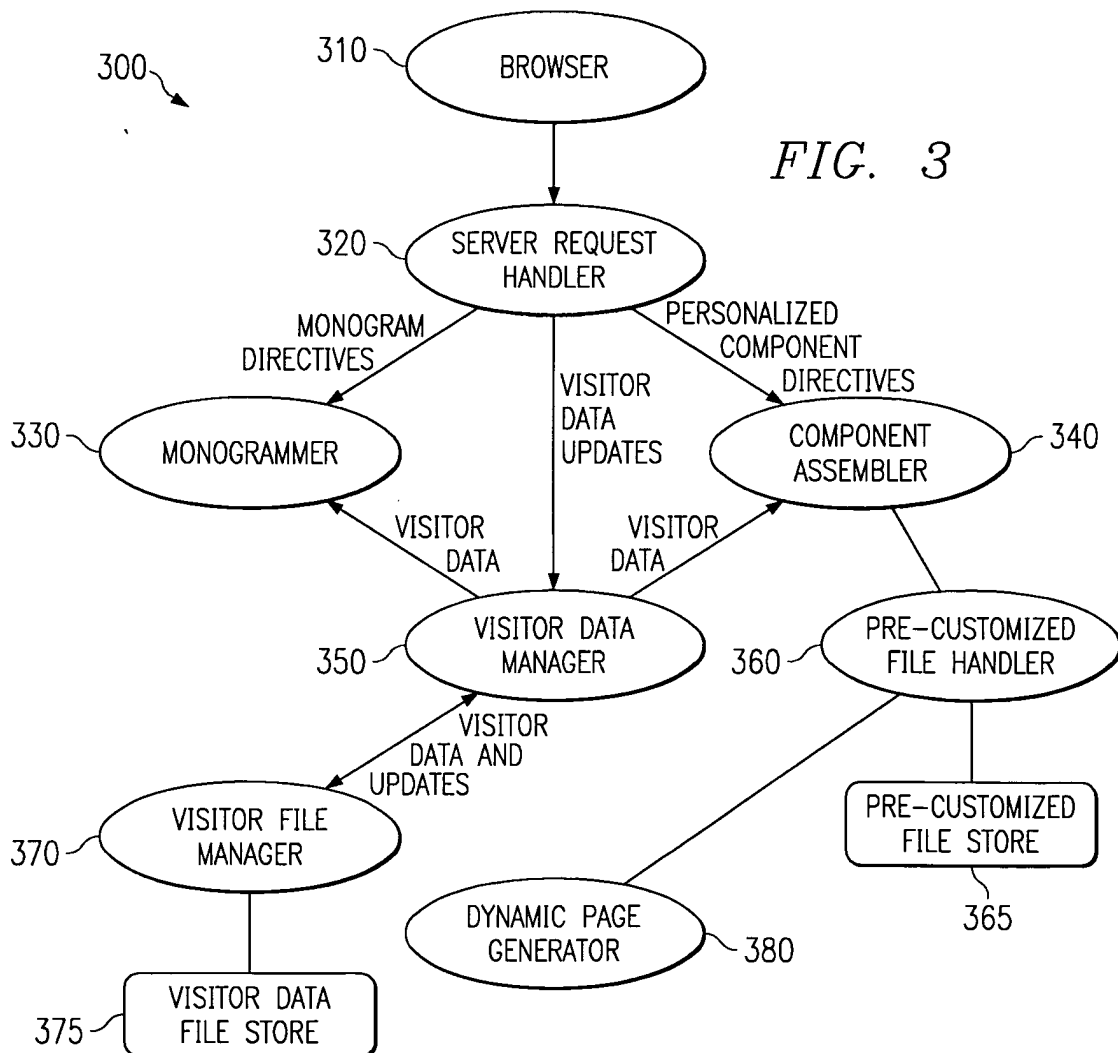 310
BROWSER
300
FIG. 3
320
SERVER REQUEST
HANDLER
MONOGRAM
DIRECTIVES
PERSONALIZED
COMPONENT
DIRECTIVES
VISITOR
DATA
UPDATES
330
MONOGRAMMER
COMPONENT
ASSEMBLER
340
VISITOR
DATA
VISITOR
DATA
350
VISITOR DATA
MANAGER
360
PRE-CUSTOMIZED
FILE HANDLER
VISITOR
DATA AND
UPDATES
370
VISITOR FILE
MANAGER
PRE-CUSTOMIZED
FILE STORE
365
DYNAMIC PAGE
GENERATOR
380
375
VISITOR DATA
FILE STORE